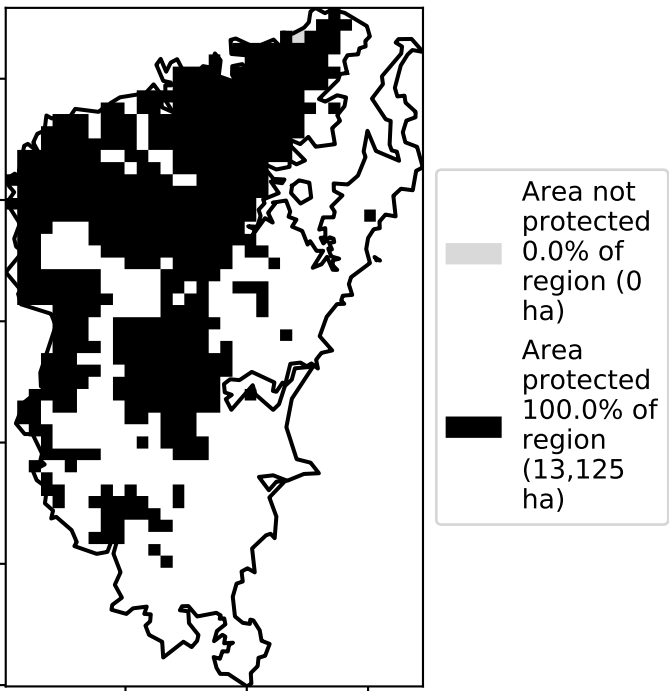 Area not
protected
0.0% of
region (0
ha)
Area
protected
100.0% of
region
(13,125
ha)